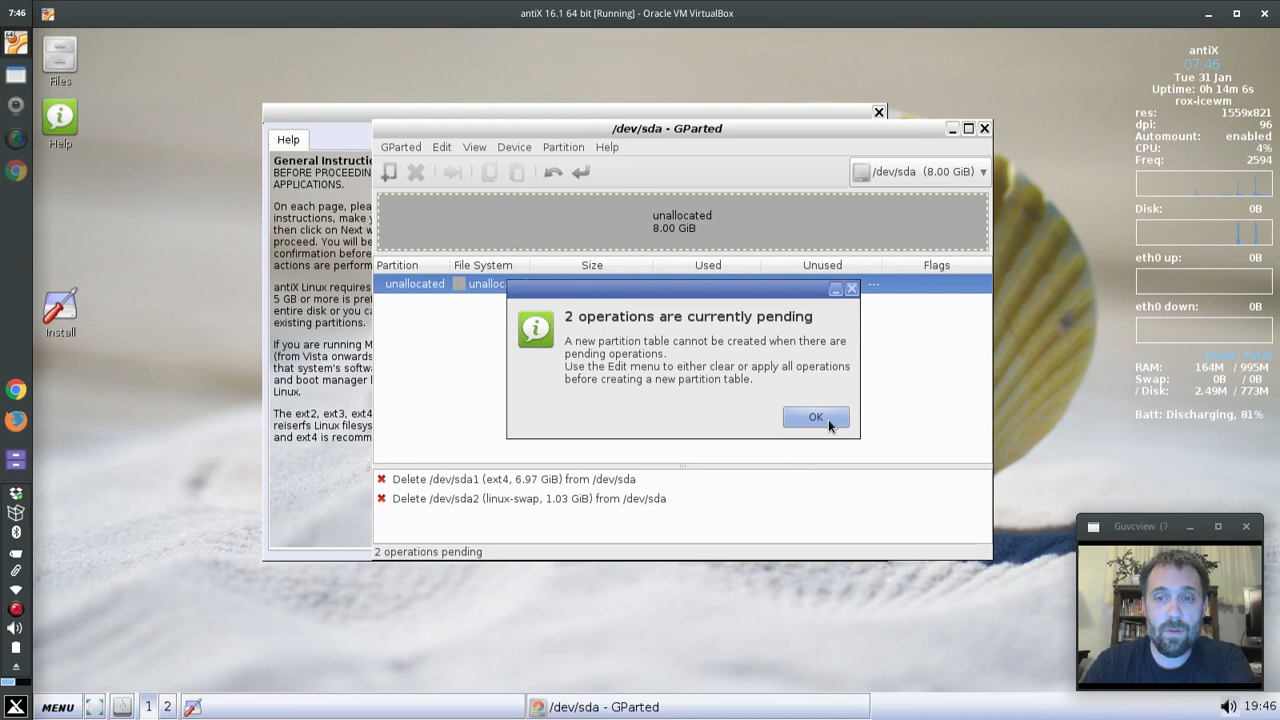 7:46
antiX 16.1 64 bit [Running] - Oracle VM VirtualBox
Files
Help
Install
Help
General Instructi
BEFORE PROCEEDIN
APPLICATIONS.
On each page, plea
instructions, make y
then click on Next w
proceed. You will be
confirmation before
actions are perform
antiX Linux requires
5 GB or more is pref
entire disk or you ca
existing partitions.
If you are running M
(from Vista onwards
that system's softw
and boot manager l
Linux.
The ext2, ext3, ext4
reiserfs Linux filesys
and ext4 is recomm
/dev/sda - GParted
GParted Edit View Device Partition Help
/dev/sda (8.00 GiB)
unallocated
8.00 GiB
Partition File System Size Used Unused Flags
unallocated unalloc ---
2 operations are currently pending
A new partition table cannot be created when there are
pending operations.
Use the Edit menu to either clear or apply all operations
before creating a new partition table.
OK
Delete /dev/sda1 (ext4, 6.97 GiB) from /dev/sda
Delete /dev/sda2 (linux-swap, 1.03 GiB) from /dev/sda
2 operations pending
antiX
07:46
Tue 31 Jan
Uptime: 0h 14m 6s
rox-icewm
res: 1559x821
dpi: 96
Automount: enabled
CPU: 4%
Freq: 2594
Disk: 0B
eth0 up: 0B
eth0 down: 0B
Used / Total
RAM: 164M / 995M
Swap: 0B / 0B
/ Disk: 2.49M / 773M
Batt: Discharging, 81%
Guvcview (?
MENU 1 2 /dev/sda - GParted 19:46